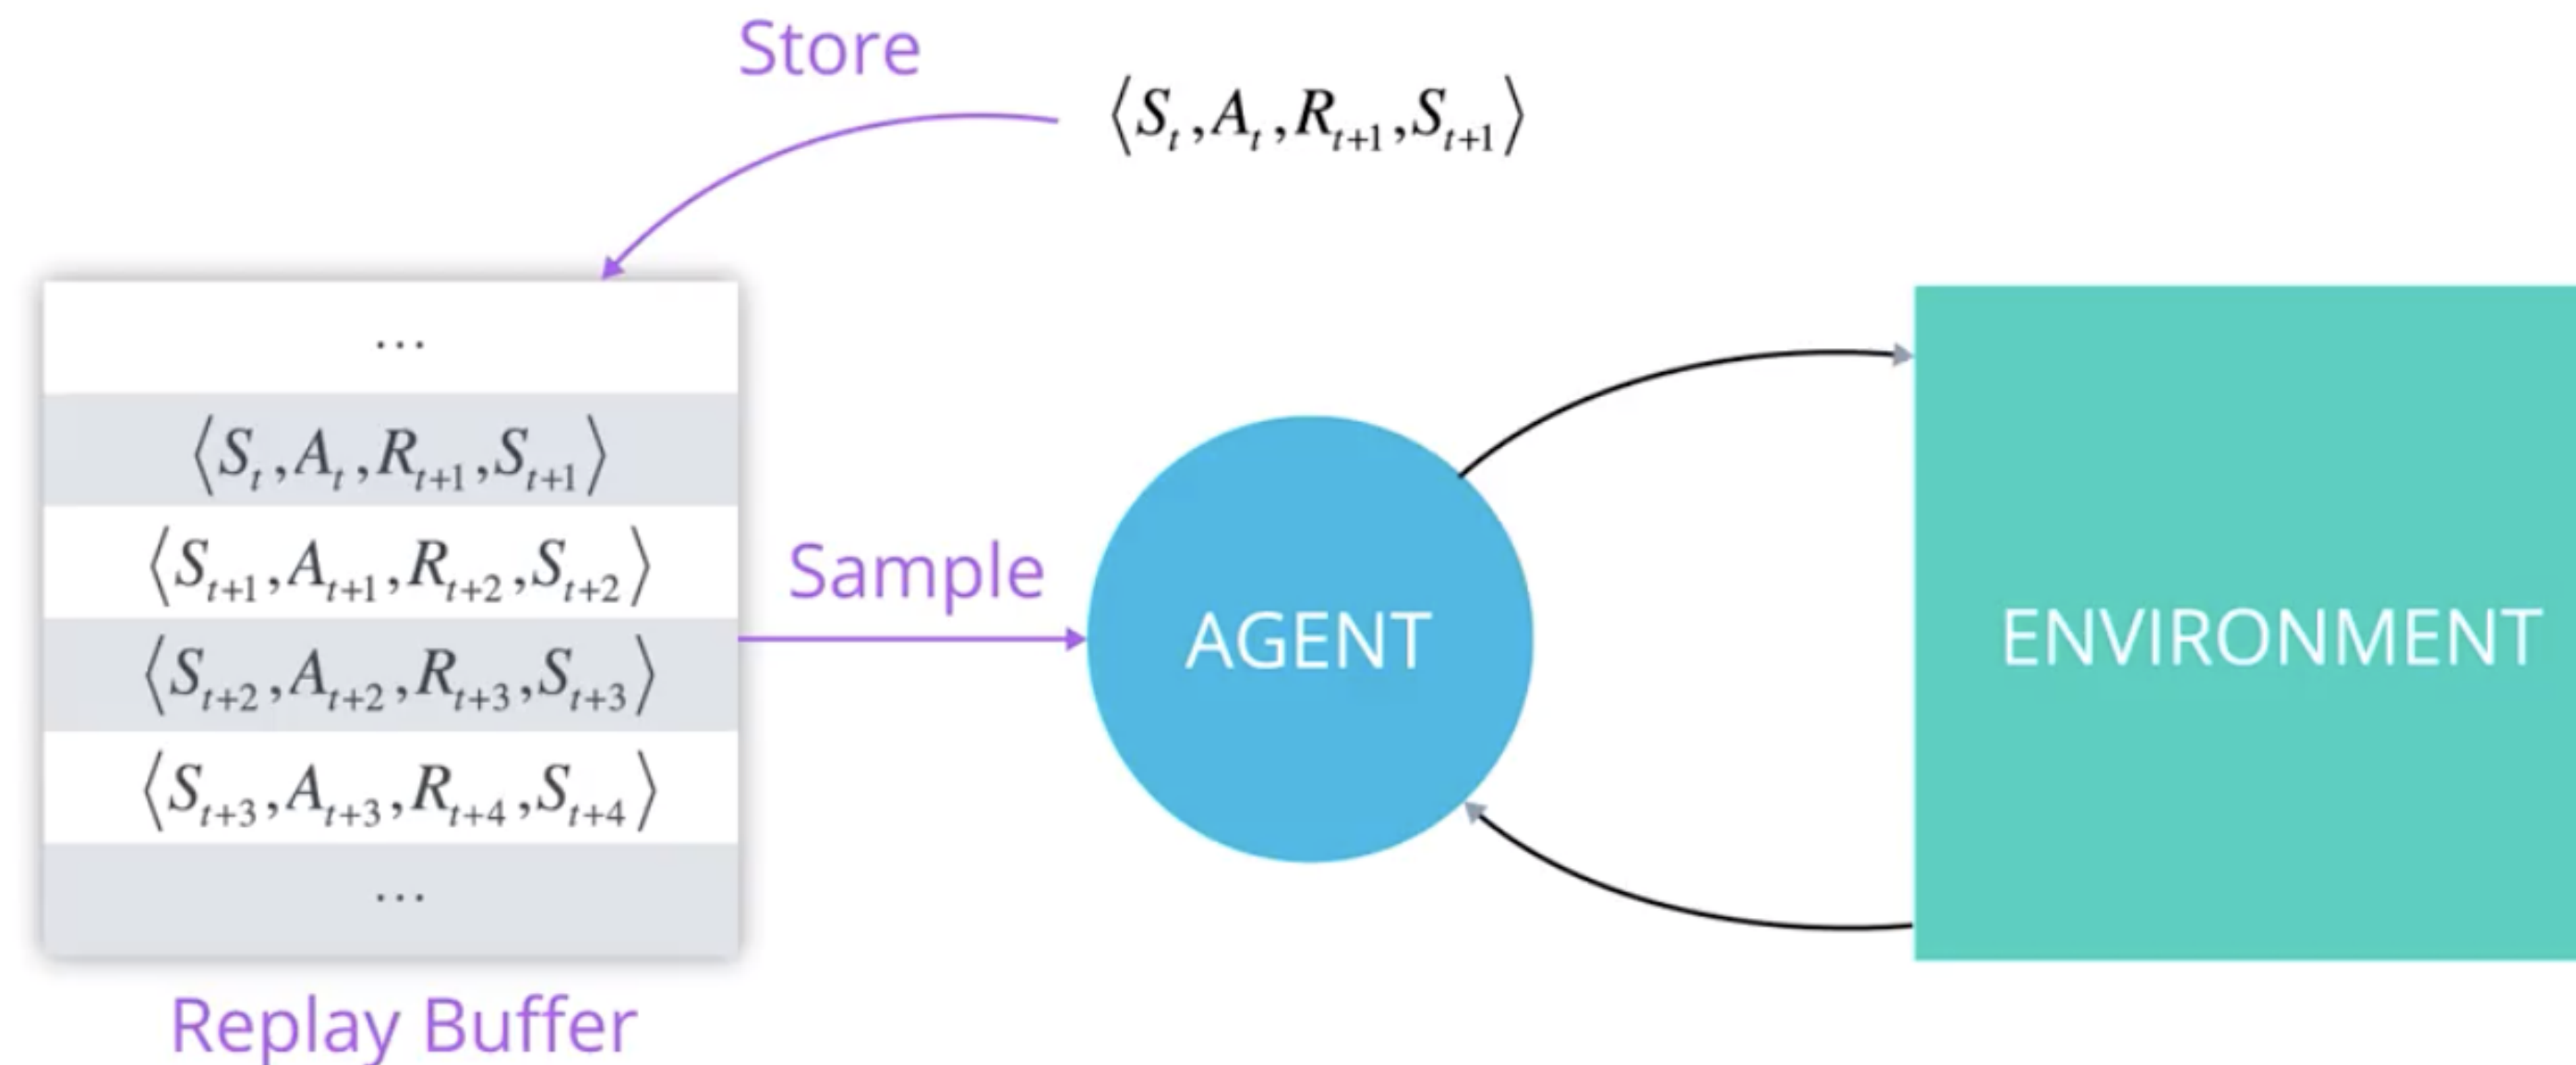 Store
⟨S_t, A_t, R_{t+1}, S_{t+1}⟩
...
⟨S_t, A_t, R_{t+1}, S_{t+1}⟩
⟨S_{t+1}, A_{t+1}, R_{t+2}, S_{t+2}⟩
⟨S_{t+2}, A_{t+2}, R_{t+3}, S_{t+3}⟩
⟨S_{t+3}, A_{t+3}, R_{t+4}, S_{t+4}⟩
...
Replay Buffer
Sample
AGENT
ENVIRONMENT